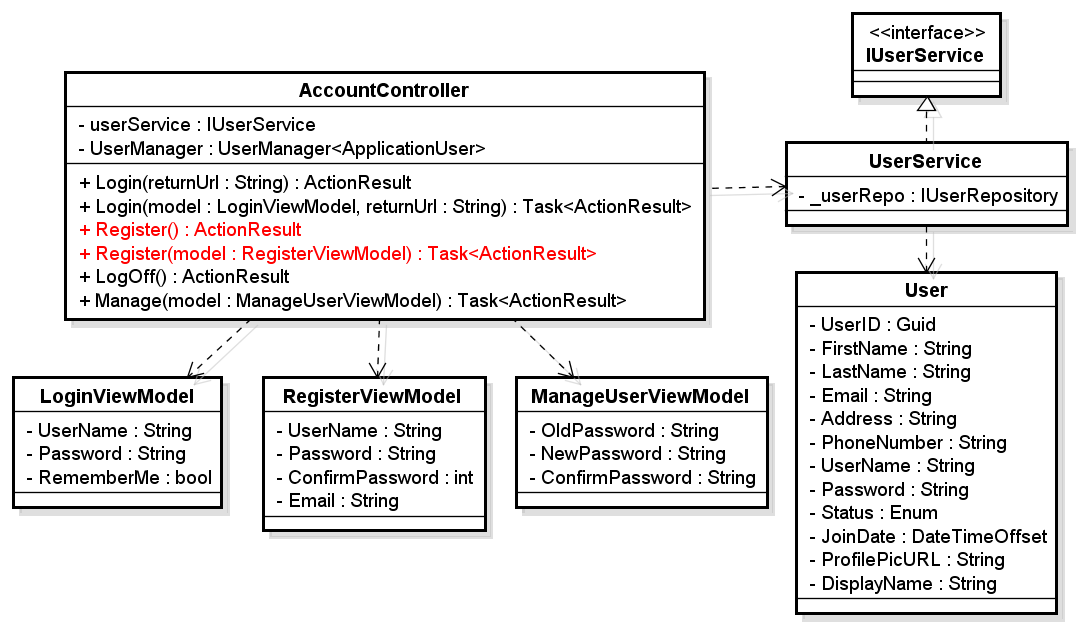 <<interface>>
IUserService
AccountController
- userService : IUserService
- UserManager : UserManager<ApplicationUser>
+ Login(returnUrl : String) : ActionResult
+ Login(model : LoginViewModel, returnUrl : String) : Task<ActionResult>
+ Register() : ActionResult
+ Register(model : RegisterViewModel) : Task<ActionResult>
+ LogOff() : ActionResult
+ Manage(model : ManageUserViewModel) : Task<ActionResult>
UserService
- _userRepo : IUserRepository
User
- UserID : Guid
- FirstName : String
- LastName : String
- Email : String
- Address : String
- PhoneNumber : String
- UserName : String
- Password : String
- Status : Enum
- JoinDate : DateTimeOffset
- ProfilePicURL : String
- DisplayName : String
LoginViewModel
- UserName : String
- Password : String
- RememberMe : bool
RegisterViewModel
- UserName : String
- Password : String
- ConfirmPassword : int
- Email : String
ManageUserViewModel
- OldPassword : String
- NewPassword : String
- ConfirmPassword : String